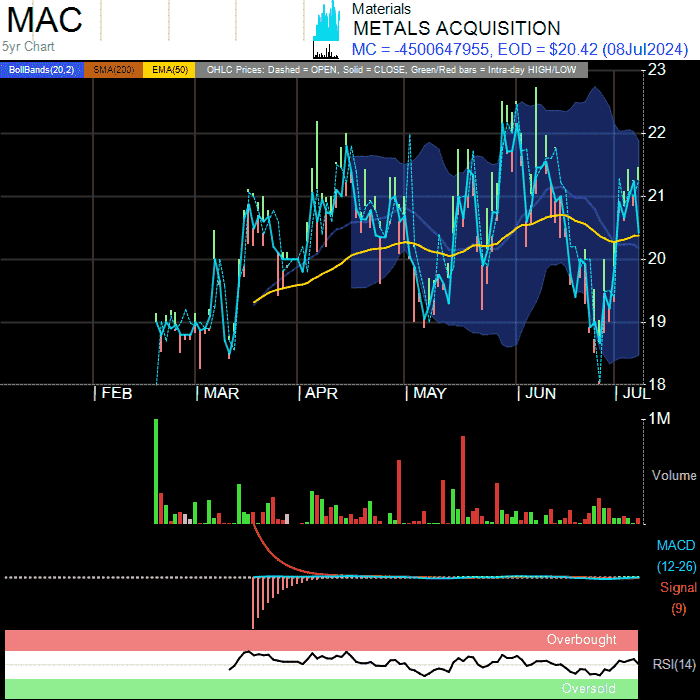 MAC
5yr Chart
Materials
METALS ACQUISITION
MC = -4500647955, EOD = $20.42 (08Jul2024)
BollBands(20,2) SMA(200) EMA(50) OHLC Prices: Dashed = OPEN, Solid = CLOSE, Green/Red bars = Intra-day HIGH/LOW
23
22
21
20
19
18
| FEB | MAR | APR | MAY | JUN | JUL
1M
Volume
MACD
(12-26)
Signal
(9)
Overbought
RSI(14)
Oversold